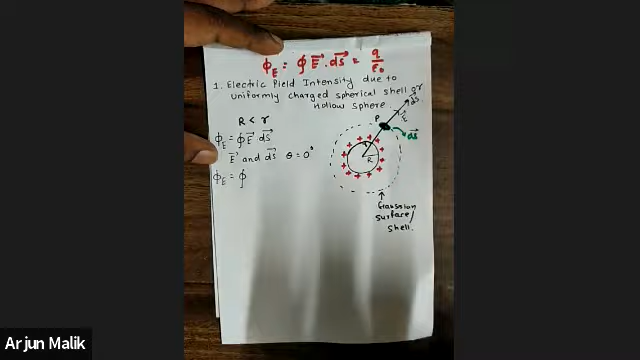 ϕE = ∮ E⃗ . ds⃗ = q/ε₀
1. Electric Field Intensity due to
uniformly charged spherical shell or
Hollow sphere.
R < r
ϕE = ∮ E⃗ ds⃗
E⃗ and ds⃗ θ = 0°
ϕE = ∮
P
E⃗
ds⃗
ds⃗
r
R
Gaussian
surface/
shell.
Arjun Malik